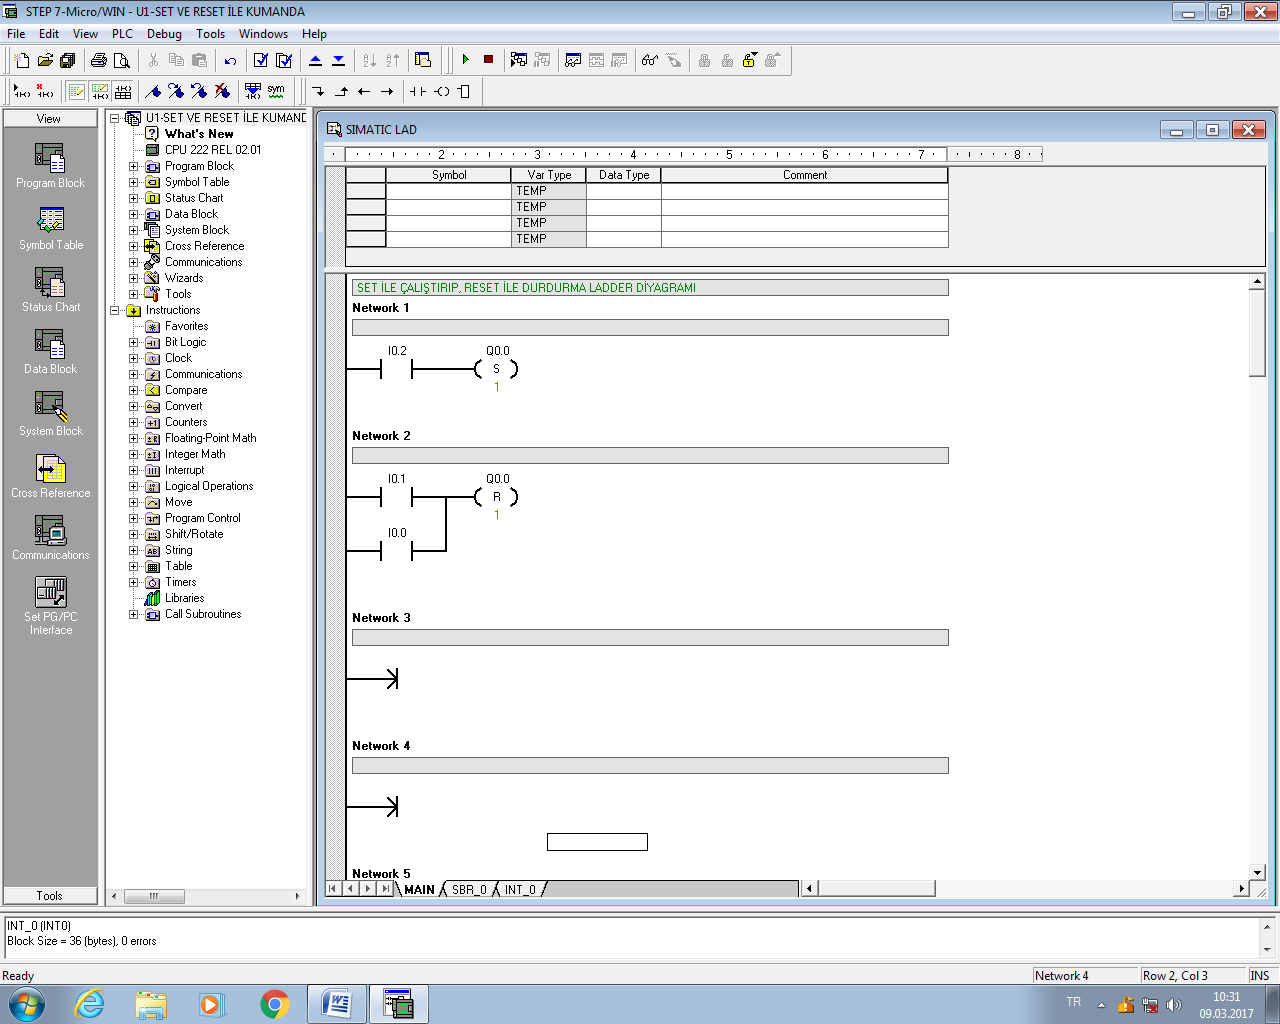 STEP 7-Micro/WIN - U1-SET VE RESET İLE KUMANDA
File Edit View PLC Debug Tools Windows Help
sym
View
Program Block
Symbol Table
Status Chart
Data Block
System Block
Cross Reference
Communications
Set PG/PC
Interface
Tools
U1-SET VE RESET İLE KUMAND
What's New
CPU 222 REL 02.01
Program Block
Symbol Table
Status Chart
Data Block
System Block
Cross Reference
Communications
Wizards
Tools
Instructions
Favorites
Bit Logic
Clock
Communications
Compare
Convert
Counters
Floating-Point Math
Integer Math
Interrupt
Logical Operations
Move
Program Control
Shift/Rotate
String
Table
Timers
Libraries
Call Subroutines
SIMATIC LAD
2 3 4 5 6 7 8
Symbol Var Type Data Type Comment
TEMP
TEMP
TEMP
TEMP
SET İLE ÇALIŞTIRIP, RESET İLE DURDURMA LADDER DİYAGRAMI
Network 1
I0.2 Q0.0
S
1
Network 2
I0.1 Q0.0
R
1
I0.0
Network 3
Network 4
Network 5
MAIN SBR_0 INT_0
INT_0 (INT0)
Block Size = 36 (bytes), 0 errors
Ready Network 4 Row 2, Col 3 INS
TR
10:31
09.03.2017